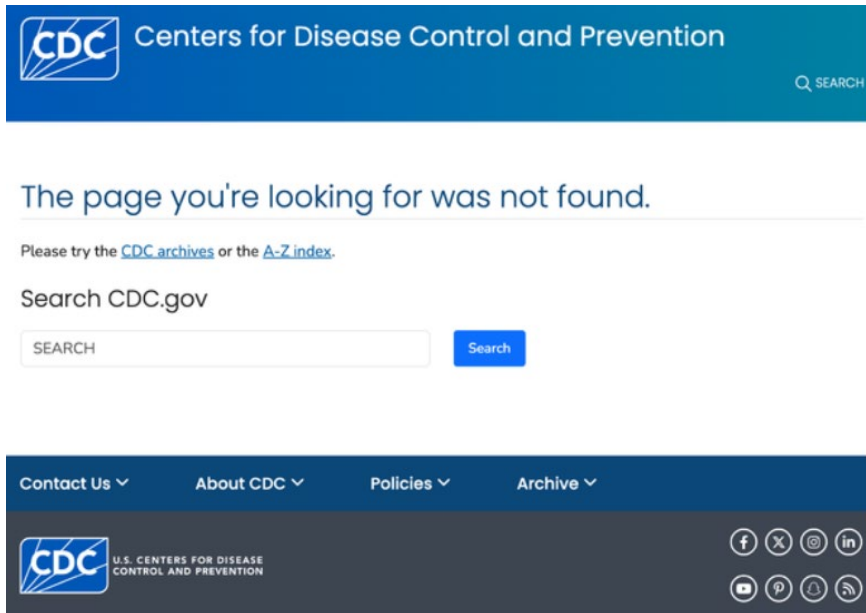 CDC Centers for Disease Control and Prevention
SEARCH
The page you're looking for was not found.
Please try the CDC archives or the A-Z index.
Search CDC.gov
SEARCH Search
Contact Us About CDC Policies Archive
CDC U.S. CENTERS FOR DISEASE
CONTROL AND PREVENTION